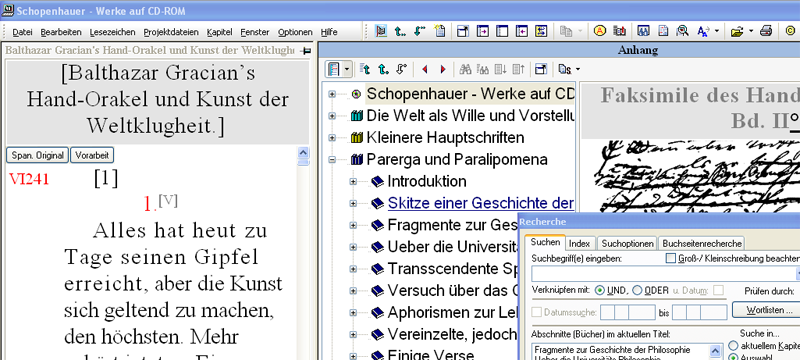 Schopenhauer - Werke auf CD-ROM
Datei Bearbeiten Lesezeichen Projektdateien Kapitel Fenster Optionen Hilfe
Balthazar Gracian's Hand-Orakel und Kunst der Weltklughe
[Balthazar Gracian's
Hand-Orakel und Kunst der
Weltklugheit.]
Span. Original Vorarbeit
VI241 [1]
1.[V]
Alles hat heut zu
Tage seinen Gipfel
erreicht, aber die Kunst
sich geltend zu machen,
den höchsten. Mehr
Anhang
Schopenhauer - Werke auf CD
Die Welt als Wille und Vorstellu
Kleinere Hauptschriften
Parerga und Paralipomena
Introduktion
Skitze einer Geschichte der
Fragmente zur Ges
Ueber die Universitä
Transscendente Sp
Versuch über das G
Aphorismen zur Leb
Vereinzelte, jedoch
Einige Verse
Faksimile des Hand
Bd. II
Recherche
Suchen Index Suchoptionen Buchseitenrecherche
Suchbegriff(e) eingeben: Groß-/ Kleinschreibung beachten
Verknüpfen mit: UND, ODER u. Datum: Prüfen durch:
Datumssuche: bis Wortlisten ...
Abschnitte (Bücher) im aktuellen Titel: Suche in...
Fragmente zur Geschichte der Philosophie aktuellem Kapite
Ueber die Universitäts-Philosophie Auswahl